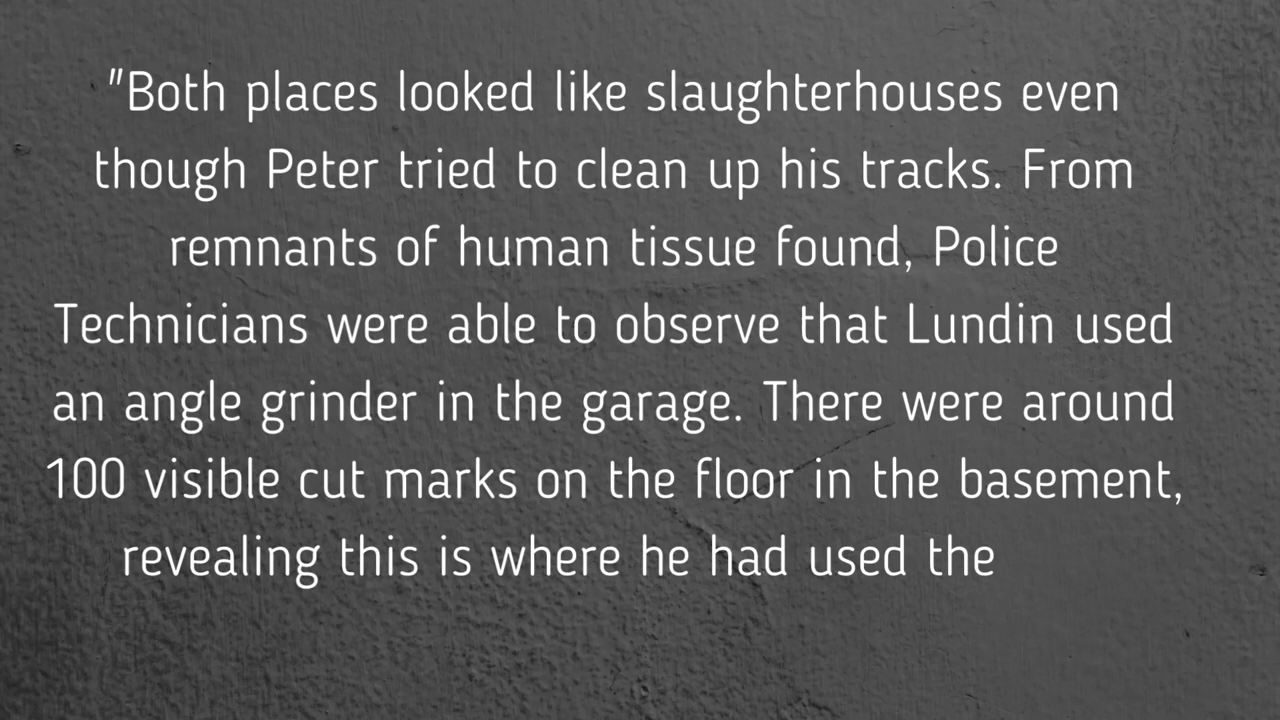 "Both places looked like slaughterhouses even
though Peter tried to clean up his tracks. From
remnants of human tissue found, Police
Technicians were able to observe that Lundin used
an angle grinder in the garage. There were around
100 visible cut marks on the floor in the basement,
revealing this is where he had used the